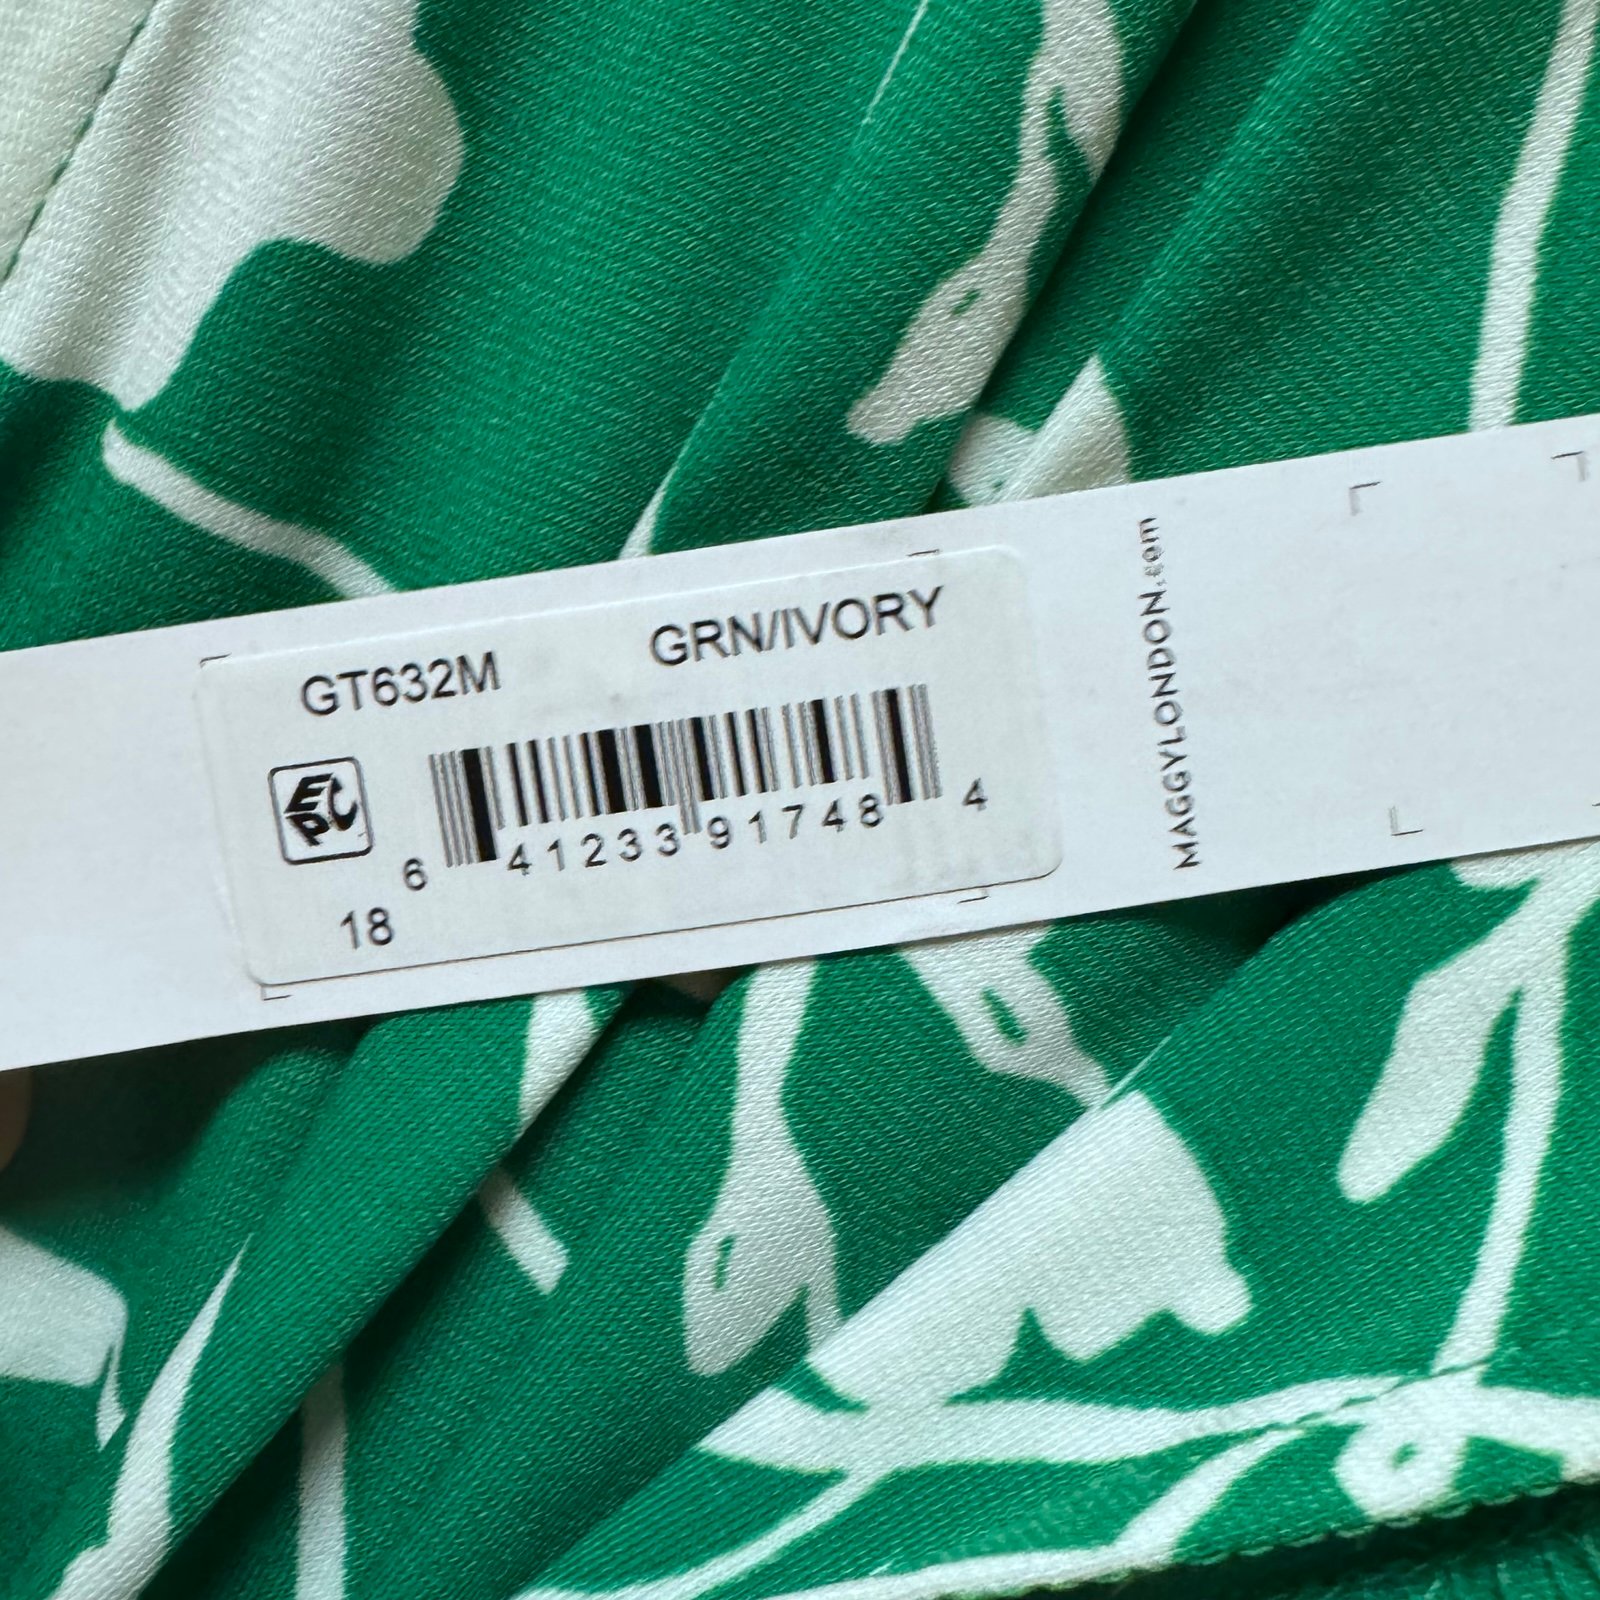 GT632M GRN/IVORY
EPC
6 41233 91748 4
18
MAGGYLONDON.com